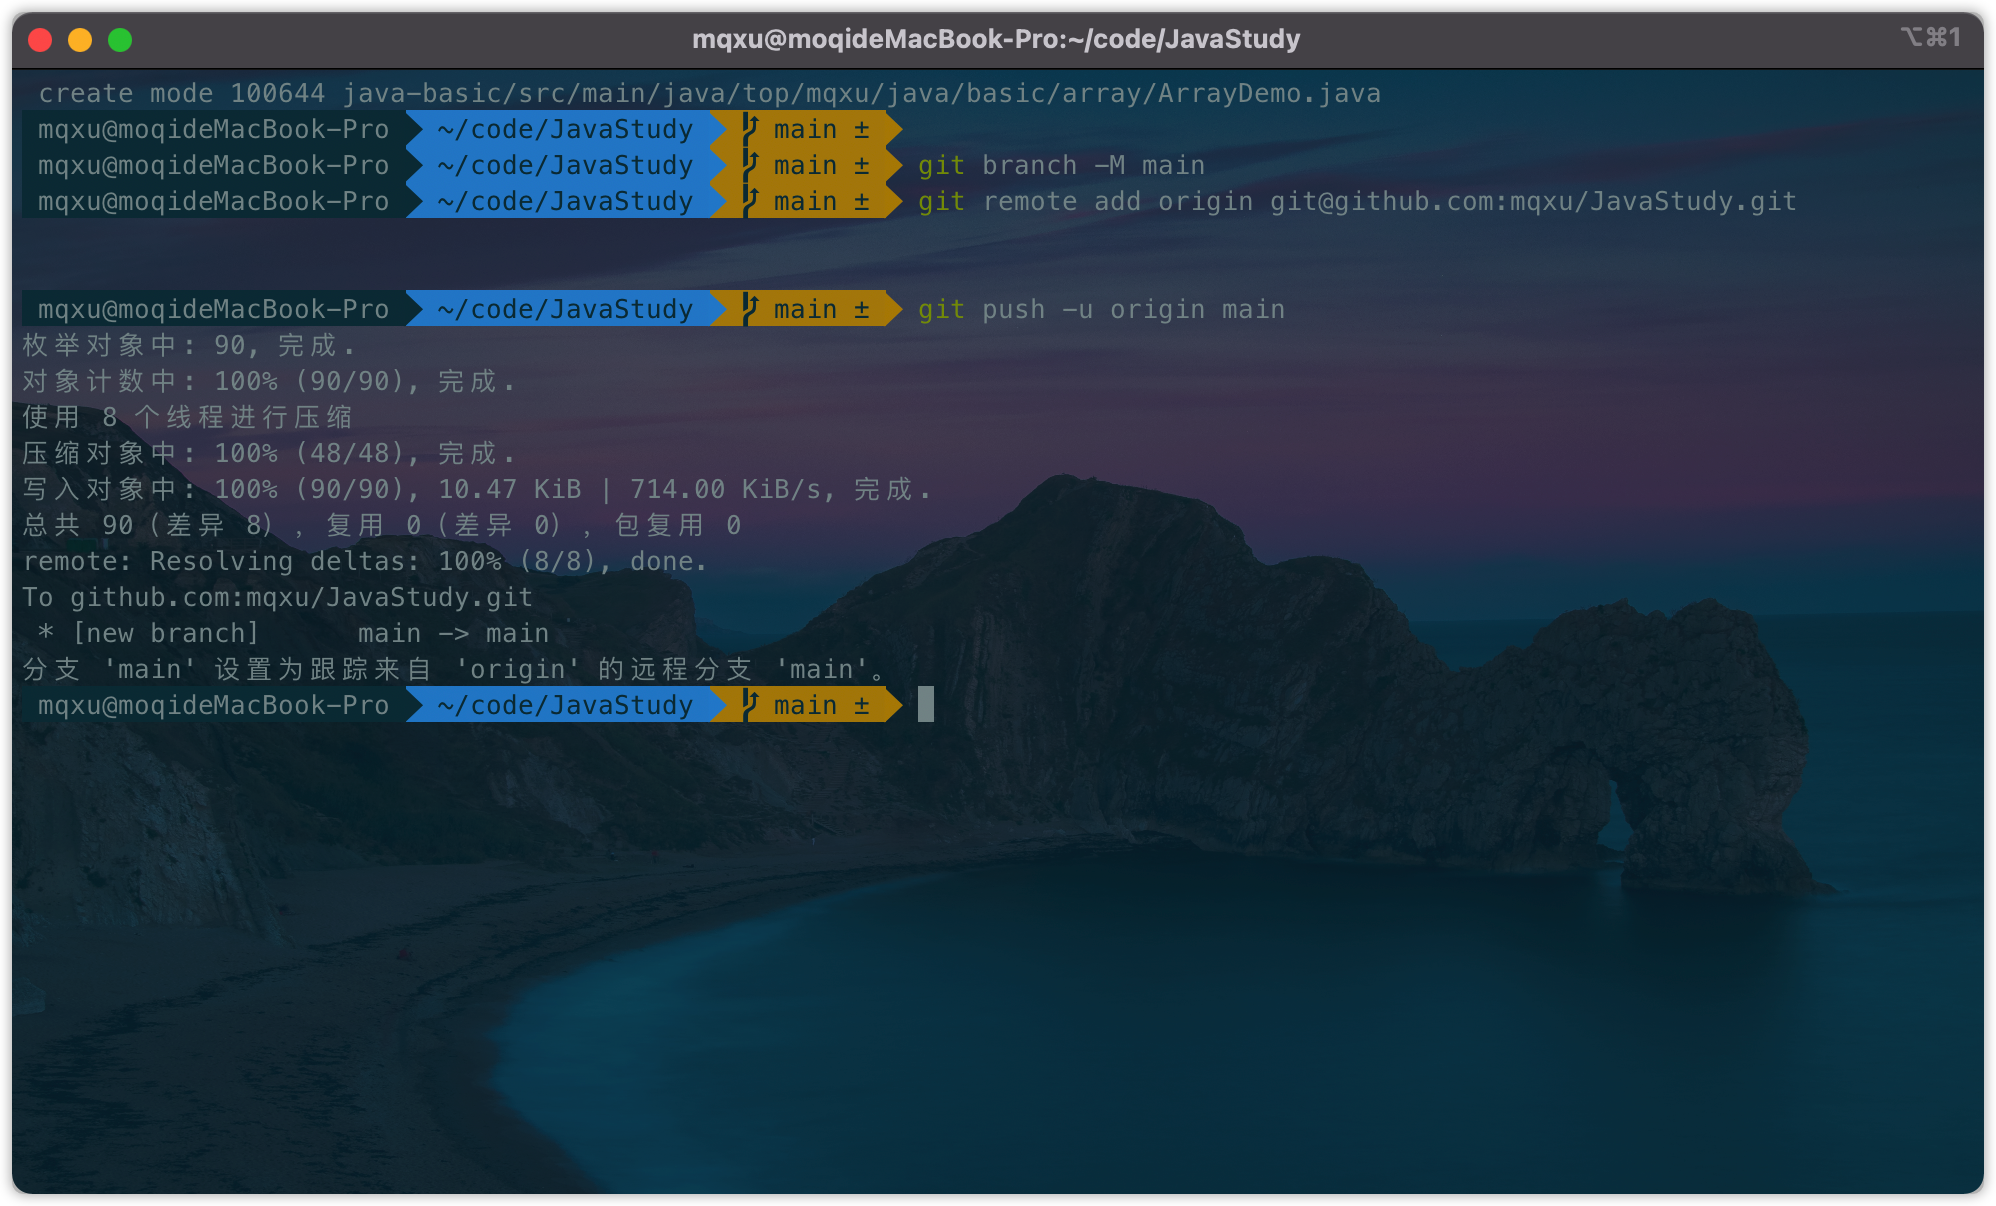 mqxu@moqideMacBook-Pro:~/code/JavaStudy ⌥⌘1
create mode 100644 java-basic/src/main/java/top/mqxu/java/basic/array/ArrayDemo.java
mqxu@moqideMacBook-Pro ~/code/JavaStudy main ±
mqxu@moqideMacBook-Pro ~/code/JavaStudy main ± git branch -M main
mqxu@moqideMacBook-Pro ~/code/JavaStudy main ± git remote add origin git@github.com:mqxu/JavaStudy.git
mqxu@moqideMacBook-Pro ~/code/JavaStudy main ± git push -u origin main
枚举对象中: 90, 完成.
对象计数中: 100% (90/90), 完成.
使用 8 个线程进行压缩
压缩对象中: 100% (48/48), 完成.
写入对象中: 100% (90/90), 10.47 KiB | 714.00 KiB/s, 完成.
总共 90（差异 8），复用 0（差异 0），包复用 0
remote: Resolving deltas: 100% (8/8), done.
To github.com:mqxu/JavaStudy.git
* [new branch]      main -> main
分支 'main' 设置为跟踪来自 'origin' 的远程分支 'main'。
mqxu@moqideMacBook-Pro ~/code/JavaStudy main ±